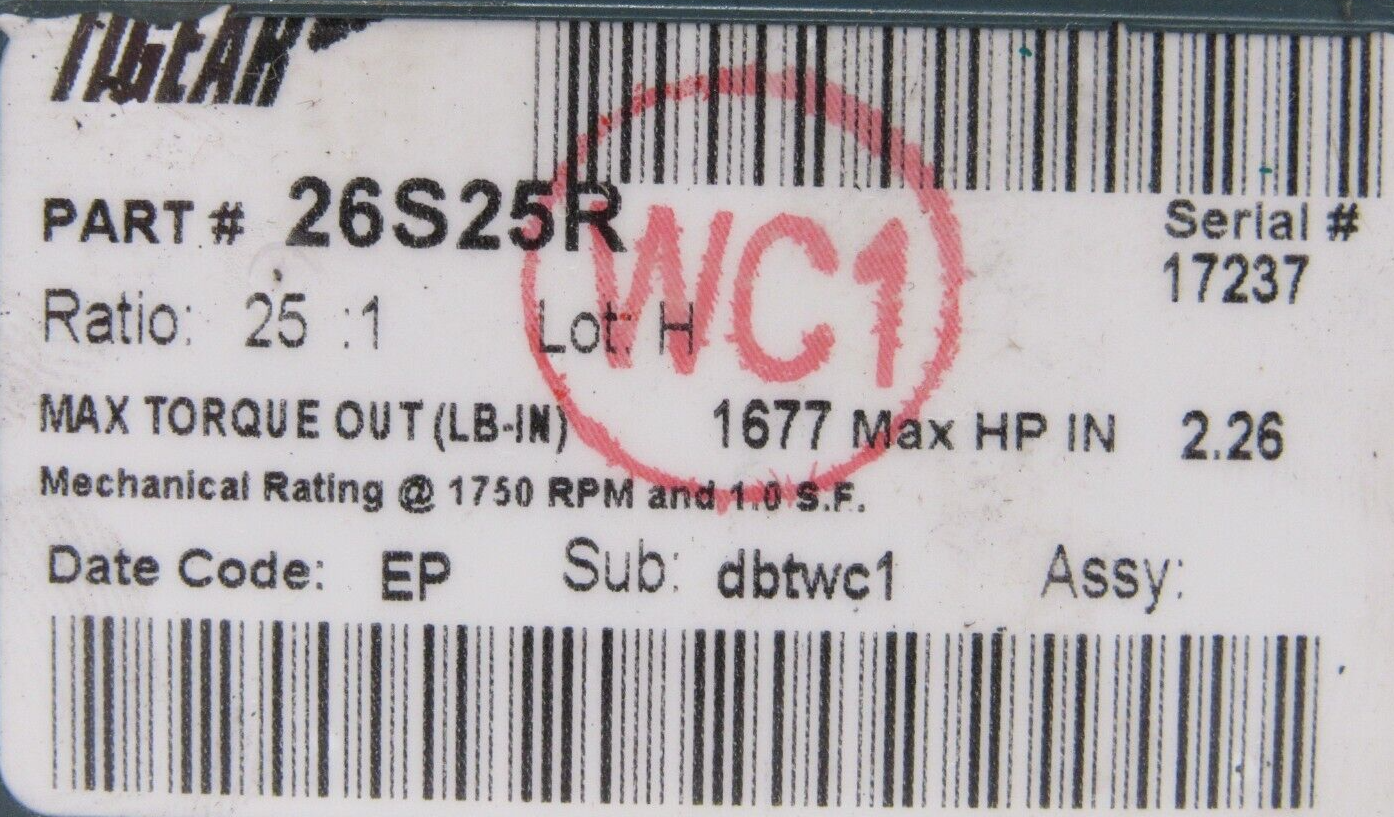 TIGEAR
PART # 26S25R
Serial #
17237
Ratio: 25 :1 Lot: H
WC1
MAX TORQUE OUT (LB-IN) 1677 Max HP IN 2.26
Mechanical Rating @ 1750 RPM and 1.0 S.F.
Date Code: EP Sub: dbtwc1 Assy: